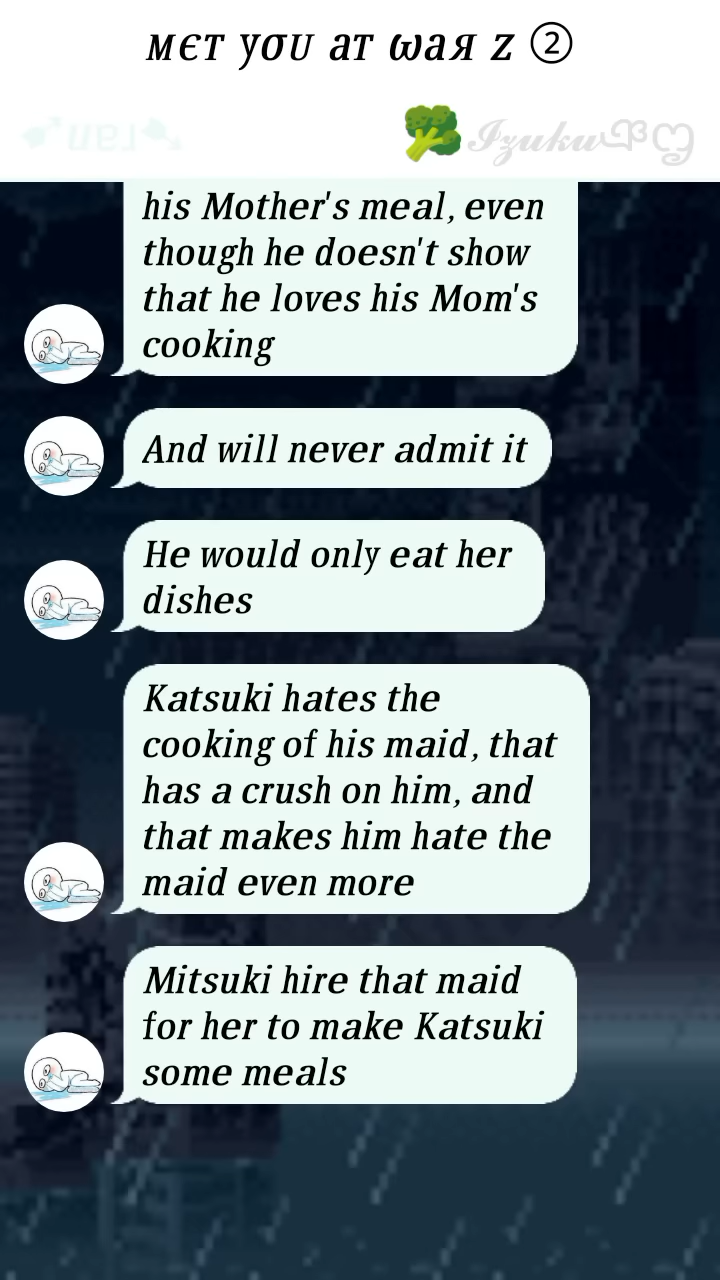 мєт yσυ aт ωaя z ②
𝓘𝔃𝓾𝓴𝓾
his Mother's meal, even
though he doesn't show
that he loves his Mom's
cooking
And will never admit it
He would only eat her
dishes
Katsuki hates the
cooking of his maid, that
has a crush on him, and
that makes him hate the
maid even more
Mitsuki hire that maid
for her to make Katsuki
some meals